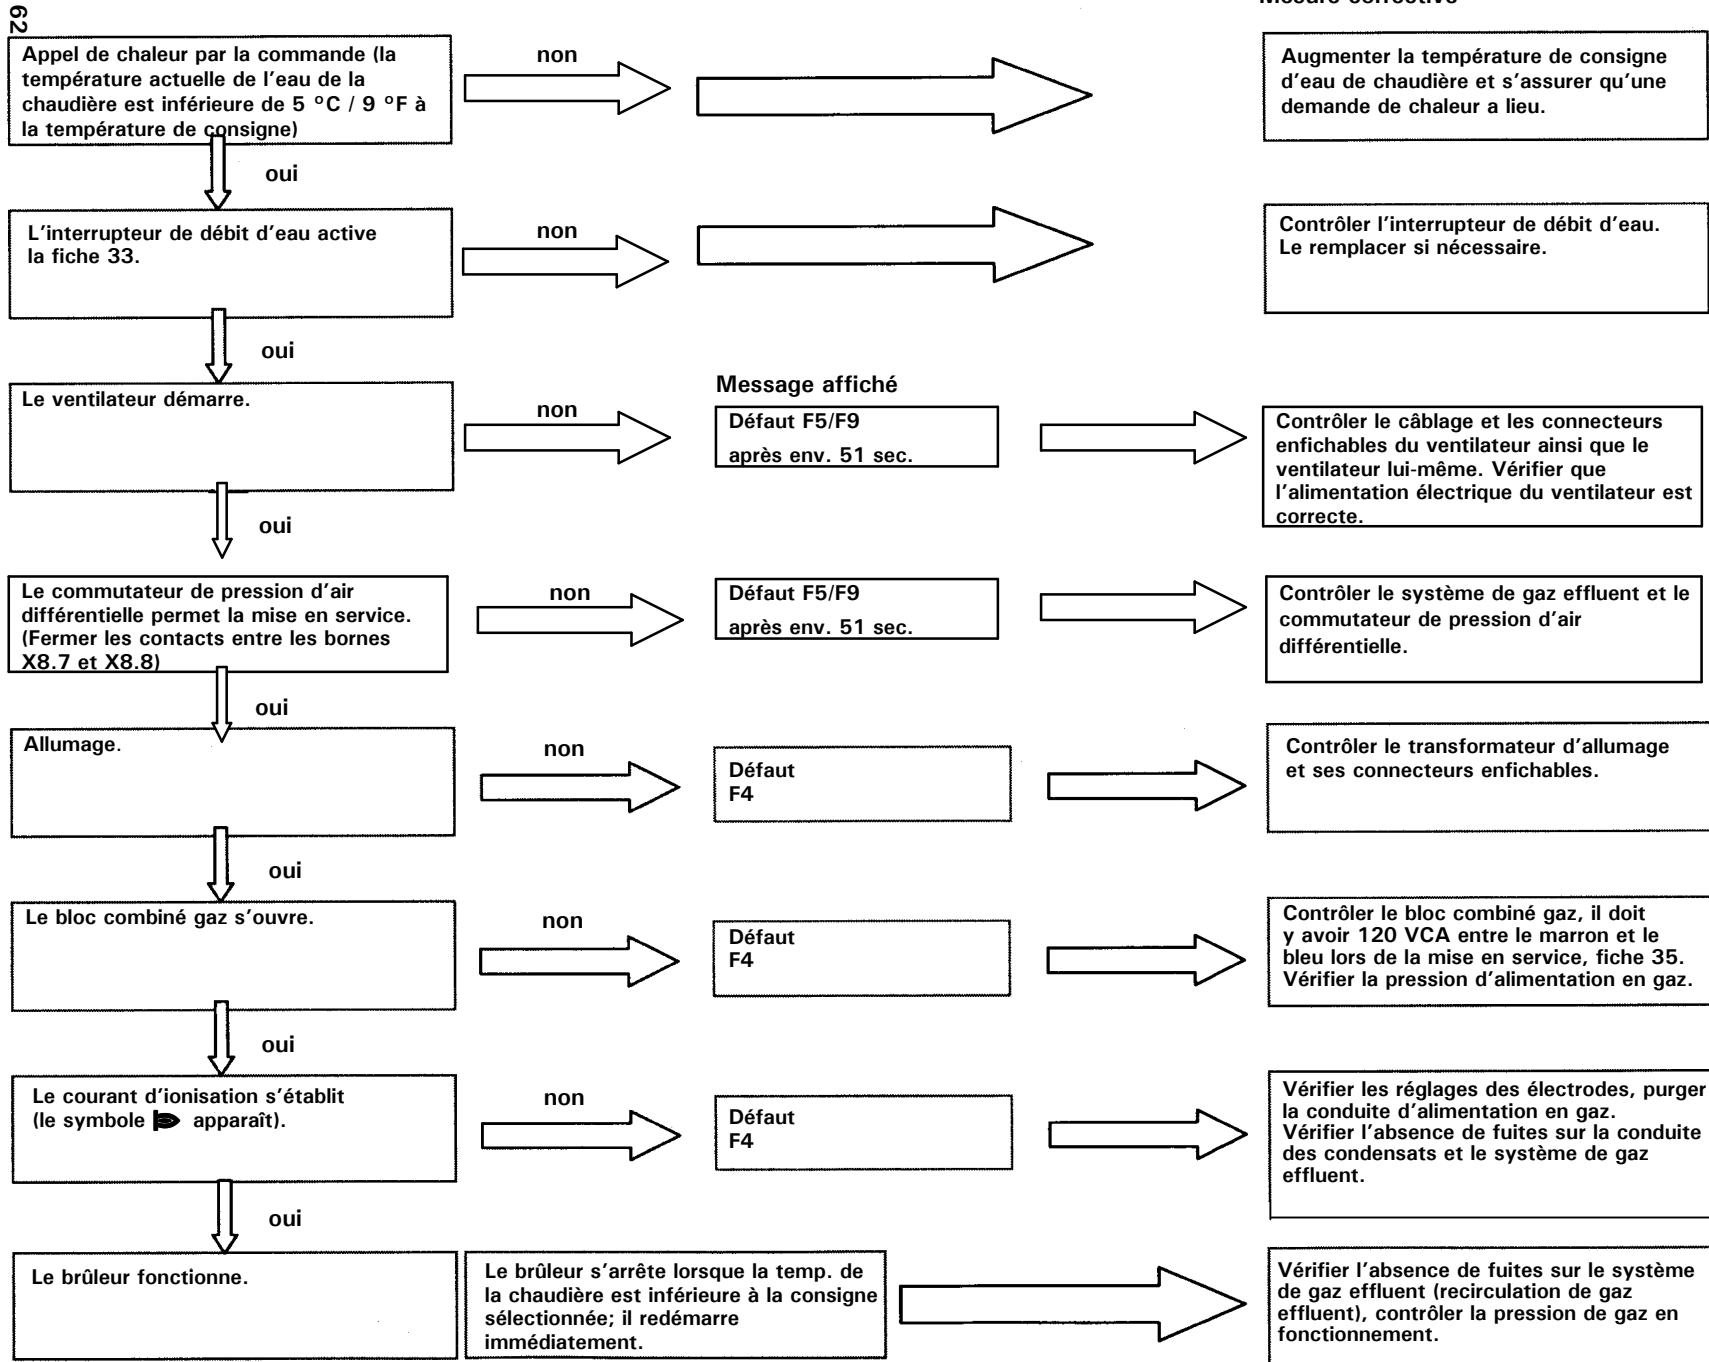 62
Mesure corrective
Appel de chaleur par la commande (la
température actuelle de l'eau de la
chaudière est inférieure de 5 °C / 9 °F à
la température de consigne)
non
Augmenter la température de consigne
d'eau de chaudière et s'assurer qu'une
demande de chaleur a lieu.
oui
L'interrupteur de débit d'eau active
la fiche 33.
non
Contrôler l'interrupteur de débit d'eau.
Le remplacer si nécessaire.
oui
Le ventilateur démarre.
non
Message affiché
Défaut F5/F9
après env. 51 sec.
Contrôler le câblage et les connecteurs
enfichables du ventilateur ainsi que le
ventilateur lui-même. Vérifier que
l'alimentation électrique du ventilateur est
correcte.
oui
Le commutateur de pression d'air
différentielle permet la mise en service.
(Fermer les contacts entre les bornes
X8.7 et X8.8)
non
Défaut F5/F9
après env. 51 sec.
Contrôler le système de gaz effluent et le
commutateur de pression d'air
différentielle.
oui
Allumage.
non
Défaut
F4
Contrôler le transformateur d'allumage
et ses connecteurs enfichables.
oui
Le bloc combiné gaz s'ouvre.
non
Défaut
F4
Contrôler le bloc combiné gaz, il doit
y avoir 120 VCA entre le marron et le
bleu lors de la mise en service, fiche 35.
Vérifier la pression d'alimentation en gaz.
oui
Le courant d'ionisation s'établit
(le symbole apparaît).
non
Défaut
F4
Vérifier les réglages des électrodes, purger
la conduite d'alimentation en gaz.
Vérifier l'absence de fuites sur la conduite
des condensats et le système de gaz
effluent.
oui
Le brûleur fonctionne.
Le brûleur s'arrête lorsque la temp. de
la chaudière est inférieure à la consigne
sélectionnée; il redémarre
immédiatement.
Vérifier l'absence de fuites sur le système
de gaz effluent (recirculation de gaz
effluent), contrôler la pression de gaz en
fonctionnement.